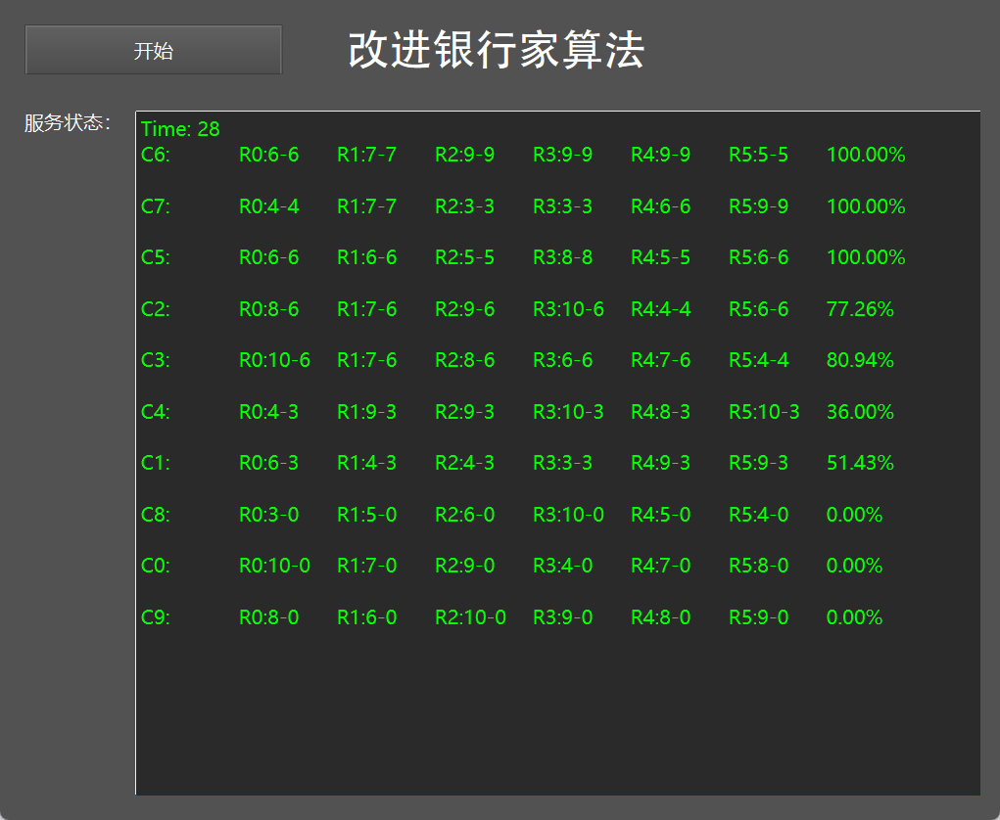 开始
改进银行家算法
服务状态：
Time: 28
C6: R0:6-6 R1:7-7 R2:9-9 R3:9-9 R4:9-9 R5:5-5 100.00%
C7: R0:4-4 R1:7-7 R2:3-3 R3:3-3 R4:6-6 R5:9-9 100.00%
C5: R0:6-6 R1:6-6 R2:5-5 R3:8-8 R4:5-5 R5:6-6 100.00%
C2: R0:8-6 R1:7-6 R2:9-6 R3:10-6 R4:4-4 R5:6-6 77.26%
C3: R0:10-6 R1:7-6 R2:8-6 R3:6-6 R4:7-6 R5:4-4 80.94%
C4: R0:4-3 R1:9-3 R2:9-3 R3:10-3 R4:8-3 R5:10-3 36.00%
C1: R0:6-3 R1:4-3 R2:4-3 R3:3-3 R4:9-3 R5:9-3 51.43%
C8: R0:3-0 R1:5-0 R2:6-0 R3:10-0 R4:5-0 R5:4-0 0.00%
C0: R0:10-0 R1:7-0 R2:9-0 R3:4-0 R4:7-0 R5:8-0 0.00%
C9: R0:8-0 R1:6-0 R2:10-0 R3:9-0 R4:8-0 R5:9-0 0.00%